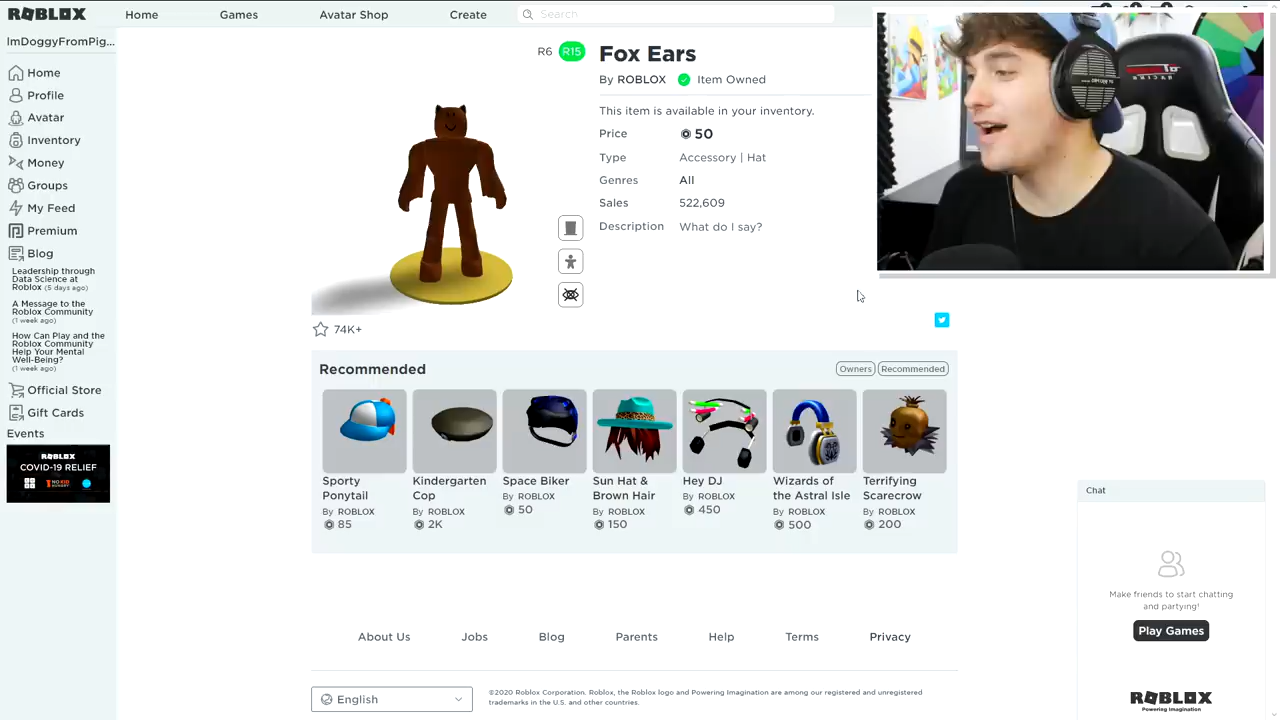 ROBLOX
Home
Games
Avatar Shop
Create
Search
ImDoggyFromPig...
Home
Profile
Avatar
Inventory
Money
Groups
My Feed
Premium
Blog
Leadership through
Data Science at
Roblox (5 days ago)
A Message to the
Roblox Community
(1 week ago)
How Can Play and the
Roblox Community
Help Your Mental
Well-Being?
(1 week ago)
Official Store
Gift Cards
Events
ROBLOX
COVID-19 RELIEF
NO KID
HUNGRY
R6 R15
Fox Ears
By ROBLOX Item Owned
This item is available in your inventory.
Price 50
Type Accessory | Hat
Genres All
Sales 522,609
Description What do I say?
74K+
Recommended
Owners Recommended
Sporty
Ponytail
By ROBLOX
85
Kindergarten
Cop
By ROBLOX
2K
Space Biker
By ROBLOX
50
Sun Hat &
Brown Hair
By ROBLOX
150
Hey DJ
By ROBLOX
450
Wizards of
the Astral Isle
By ROBLOX
500
Terrifying
Scarecrow
By ROBLOX
200
About Us
Jobs
Blog
Parents
Help
Terms
Privacy
English
©2020 Roblox Corporation. Roblox, the Roblox logo and Powering Imagination are among our registered and unregistered
trademarks in the U.S. and other countries.
Chat
Make friends to start chatting
and partying!
Play Games
ROBLOX
Powering Imagination